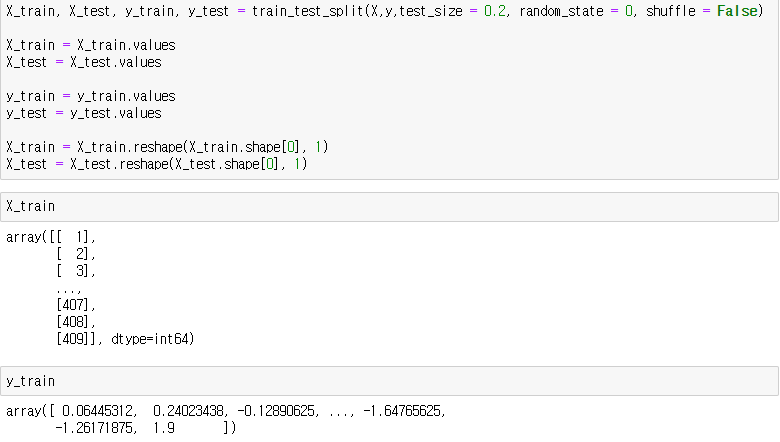 X_train, X_test, y_train, y_test = train_test_split(X,y,test_size = 0.2, random_state = 0, shuffle = False)
X_train = X_train.values
X_test = X_test.values
y_train = y_train.values
y_test = y_test.values
X_train = X_train.reshape(X_train.shape[0], 1)
X_test = X_test.reshape(X_test.shape[0], 1)
X_train
array([[  1],
       [  2],
       [  3],
       ...,
       [407],
       [408],
       [409]], dtype=int64)
y_train
array([ 0.06445312,  0.24023438, -0.12890625, ..., -1.64765625,
       -1.26171875,  1.9       ])